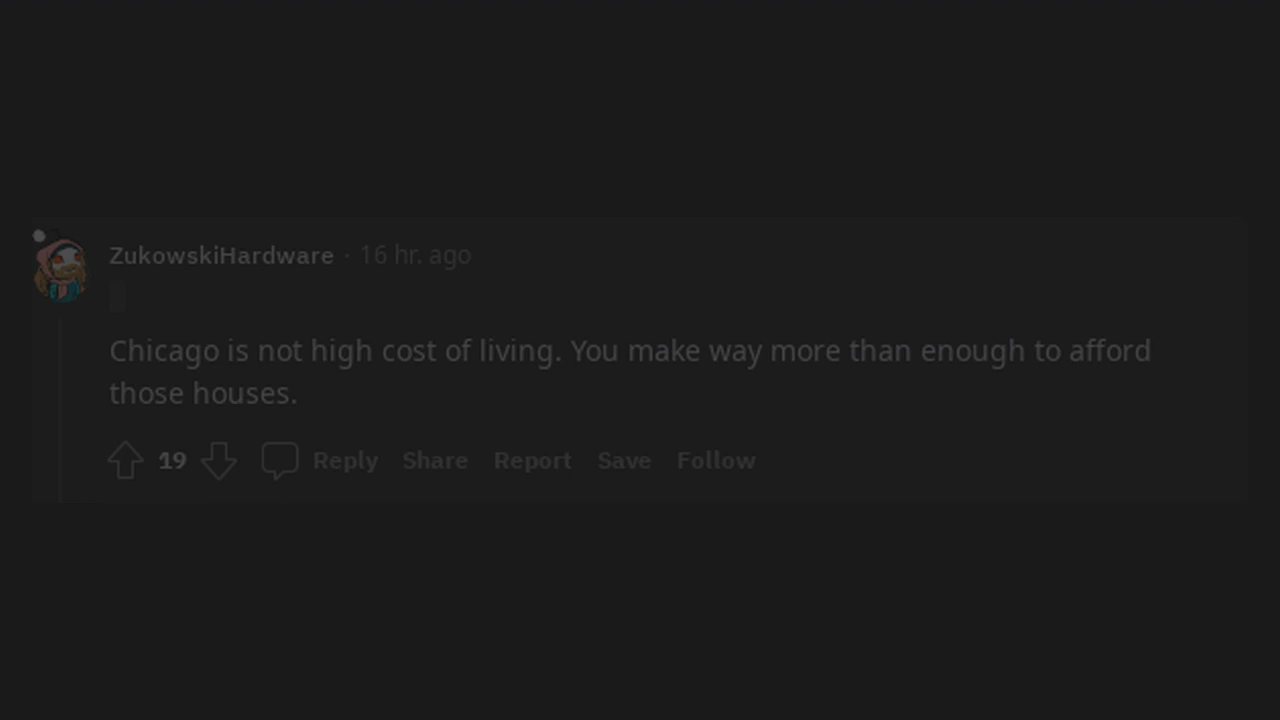 ZukowskiHardware · 16 hr. ago
Chicago is not high cost of living. You make way more than enough to afford
those houses.
19 Reply Share Report Save Follow